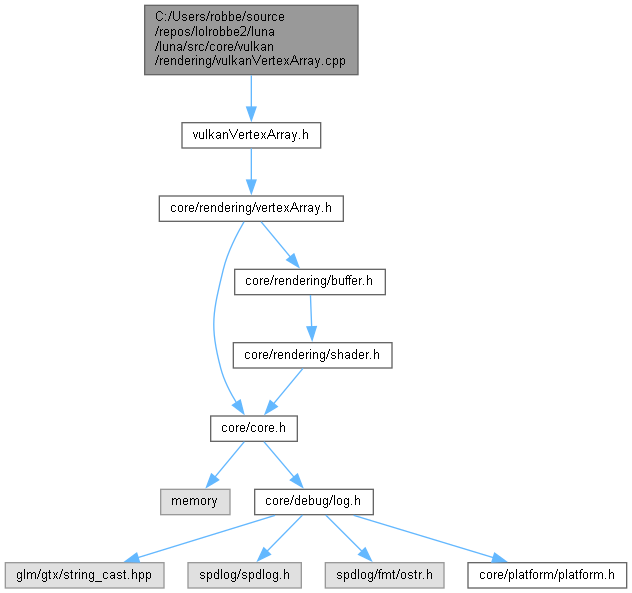 C:/Users/robbe/source
/repos/lolrobbe2/luna
/luna/src/core/vulkan
/rendering/vulkanVertexArray.cpp
vulkanVertexArray.h
core/rendering/vertexArray.h
core/rendering/buffer.h
core/rendering/shader.h
core/core.h
memory
core/debug/log.h
glm/gtx/string_cast.hpp
spdlog/spdlog.h
spdlog/fmt/ostr.h
core/platform/platform.h